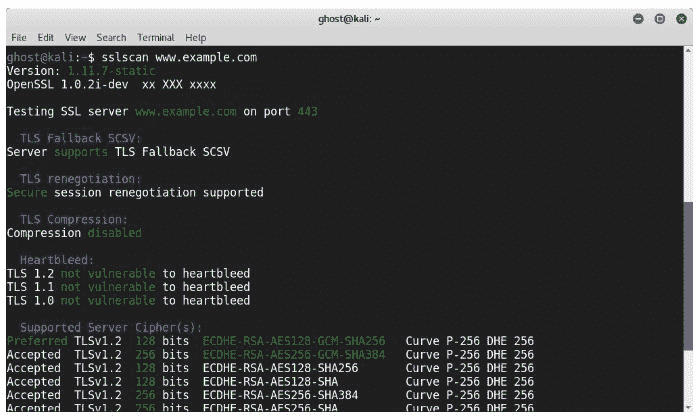 ghost@kali: ~
File Edit View Search Terminal Help
ghost@kali:~$ sslscan www.example.com
Version: 1.11.7-static
OpenSSL 1.0.2i-dev xx XXX xxxx
Testing SSL server www.example.com on port 443
TLS Fallback SCSV:
Server supports TLS Fallback SCSV
TLS renegotiation:
Secure session renegotiation supported
TLS Compression:
Compression disabled
Heartbleed:
TLS 1.2 not vulnerable to heartbleed
TLS 1.1 not vulnerable to heartbleed
TLS 1.0 not vulnerable to heartbleed
Supported Server Cipher(s):
Preferred TLSv1.2 128 bits ECDHE-RSA-AES128-GCM-SHA256 Curve P-256 DHE 256
Accepted TLSv1.2 256 bits ECDHE-RSA-AES256-GCM-SHA384 Curve P-256 DHE 256
Accepted TLSv1.2 128 bits ECDHE-RSA-AES128-SHA256 Curve P-256 DHE 256
Accepted TLSv1.2 128 bits ECDHE-RSA-AES128-SHA Curve P-256 DHE 256
Accepted TLSv1.2 256 bits ECDHE-RSA-AES256-SHA384 Curve P-256 DHE 256
Accepted TLSv1.2 256 bits ECDHE-RSA-AES256-SHA Curve P-256 DHE 256